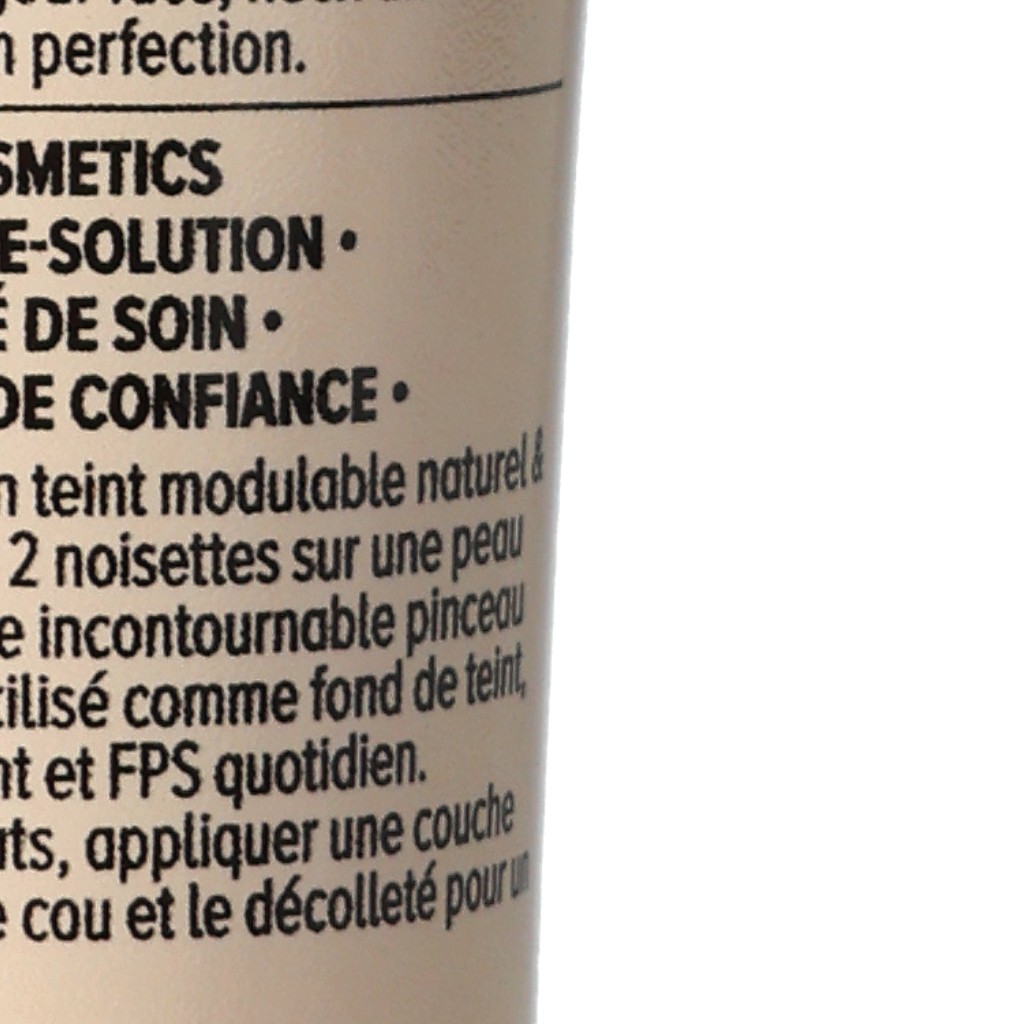 perfection.
SMETICS
E-SOLUTION •
É DE SOIN •
DE CONFIANCE •
n teint modulable naturel &
2 noisettes sur une peau
e incontournable pinceau
tilisé comme fond de teint,
nt et FPS quotidien.
ats, appliquer une couche
e cou et le décolleté pour un